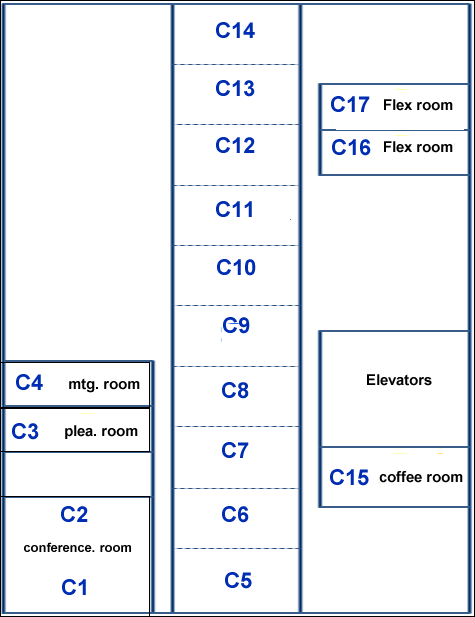 C14
C13
C12
C11
C10
C9
C8
C7
C6
C5
C17 Flex room
C16 Flex room
Elevators
C15 coffee room
C4 mtg. room
C3 plea. room
C2
conference. room
C1